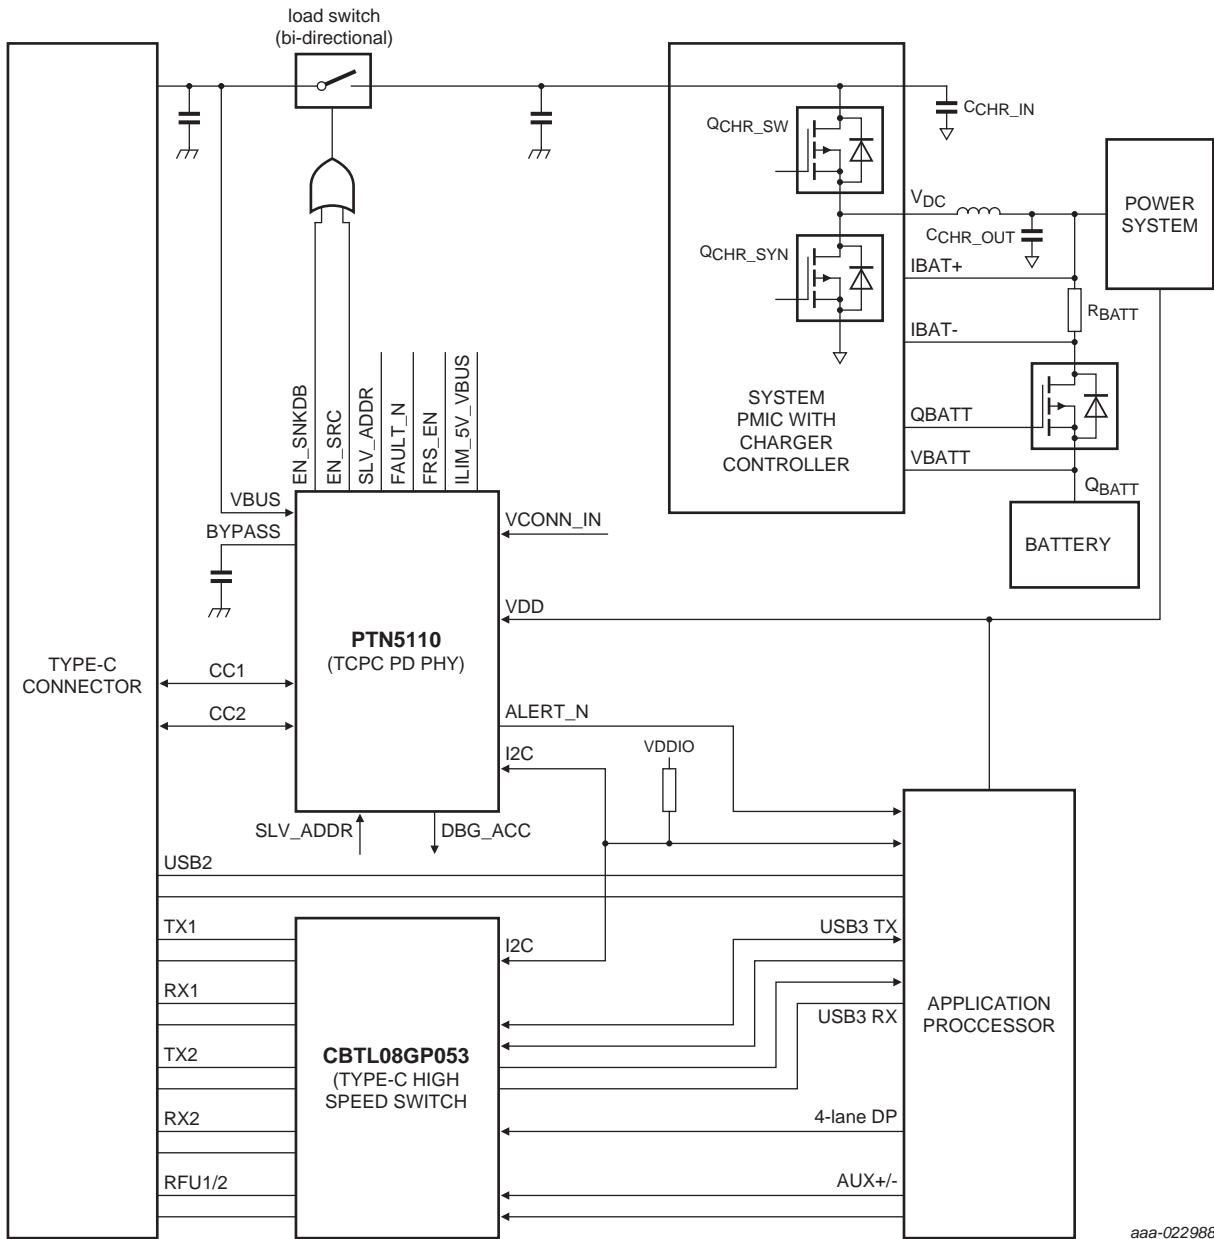 load switch
(bi-directional)
CCHR_IN
QCHR_SW
VDC
CCHR_OUT
POWER
SYSTEM
QCHR_SYN
IBAT+
RBATT
IBAT-
SYSTEM
PMIC WITH
CHARGER
CONTROLLER
QBATT
VBATT
QBATT
BATTERY
EN_SNKDB
EN_SRC
SLV_ADDR
FAULT_N
FRS_EN
ILIM_5V_VBUS
VBUS
BYPASS
VCONN_IN
VDD
PTN5110
(TCPC PD PHY)
TYPE-C
CONNECTOR
CC1
CC2
ALERT_N
I2C
VDDIO
SLV_ADDR
DBG_ACC
USB2
TX1
RX1
TX2
RX2
RFU1/2
I2C
CBTL08GP053
(TYPE-C HIGH
SPEED SWITCH
USB3 TX
USB3 RX
4-lane DP
AUX+/-
APPLICATION
PROCCESSOR
aaa-022988